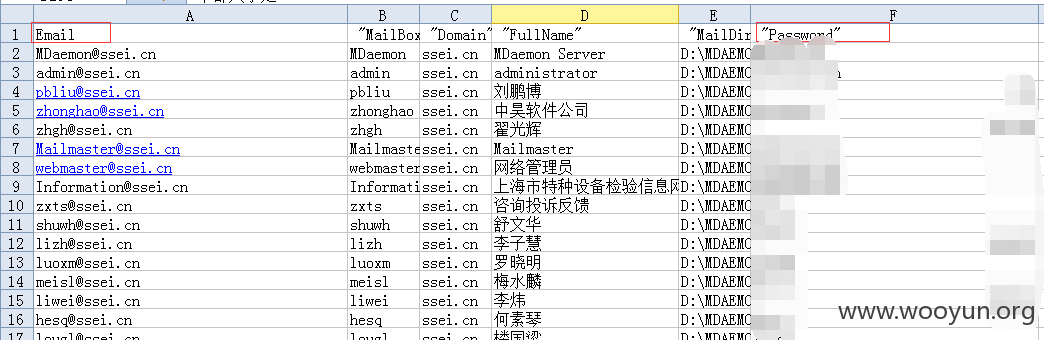 A B C D E F
1 Email "MailBox "Domain" "FullName" "MailDir "Password"
2 MDaemon@ssei.cn MDaemon ssei.cn MDaemon Server D:\MDAEMO
3 admin@ssei.cn admin ssei.cn administrator D:\MDAEMO
4 pbliu@ssei.cn pbliu ssei.cn 刘鹏博 D:\MDAEMO
5 zhonghao@ssei.cn zhonghao ssei.cn 中昊软件公司 D:\MDAEMO
6 zhgh@ssei.cn zhgh ssei.cn 翟光辉 D:\MDAEMO
7 Mailmaster@ssei.cn Mailmaste ssei.cn Mailmaster D:\MDAEMO
8 webmaster@ssei.cn webmaster ssei.cn 网络管理员 D:\MDAEMO
9 Information@ssei.cn Informati ssei.cn 上海市特种设备检验信息网 D:\MDAEMO
10 zxts@ssei.cn zxts ssei.cn 咨询投诉反馈 D:\MDAEMO
11 shuwh@ssei.cn shuwh ssei.cn 舒文华 D:\MDAEMO
12 lizh@ssei.cn lizh ssei.cn 李子慧 D:\MDAEMO
13 luoxm@ssei.cn luoxm ssei.cn 罗晓明 D:\MDAEMO
14 meisl@ssei.cn meisl ssei.cn 梅水麟 D:\MDAEMO
15 liwei@ssei.cn liwei ssei.cn 李炜 D:\MDAEMO
16 hesq@ssei.cn hesq ssei.cn 何素琴 D:\MDAEMO
www.wooyun.org